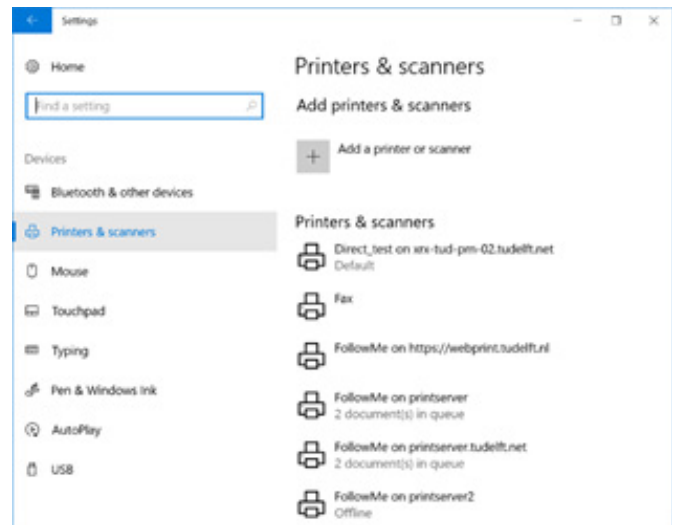 Settings
Home
Find a setting
Devices
Bluetooth & other devices
Printers & scanners
Mouse
Touchpad
Typing
Pen & Windows Ink
AutoPlay
USB
Printers & scanners
Add printers & scanners
Add a printer or scanner
Printers & scanners
Direct_test on xrx-tud-pm-02.tudelft.net
Default
Fax
FollowMe on https://webprint.tudelft.nl
FollowMe on printserver
2 document(s) in queue
FollowMe on printserver.tudelft.net
2 document(s) in queue
FollowMe on printserver2
Offline